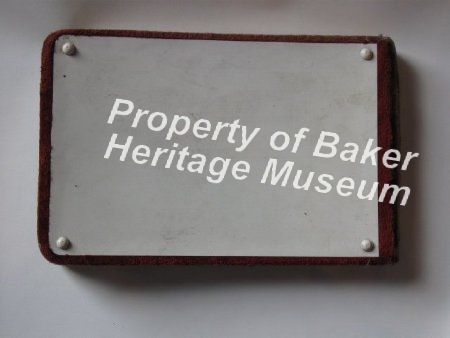 Property of Baker
Heritage Museum